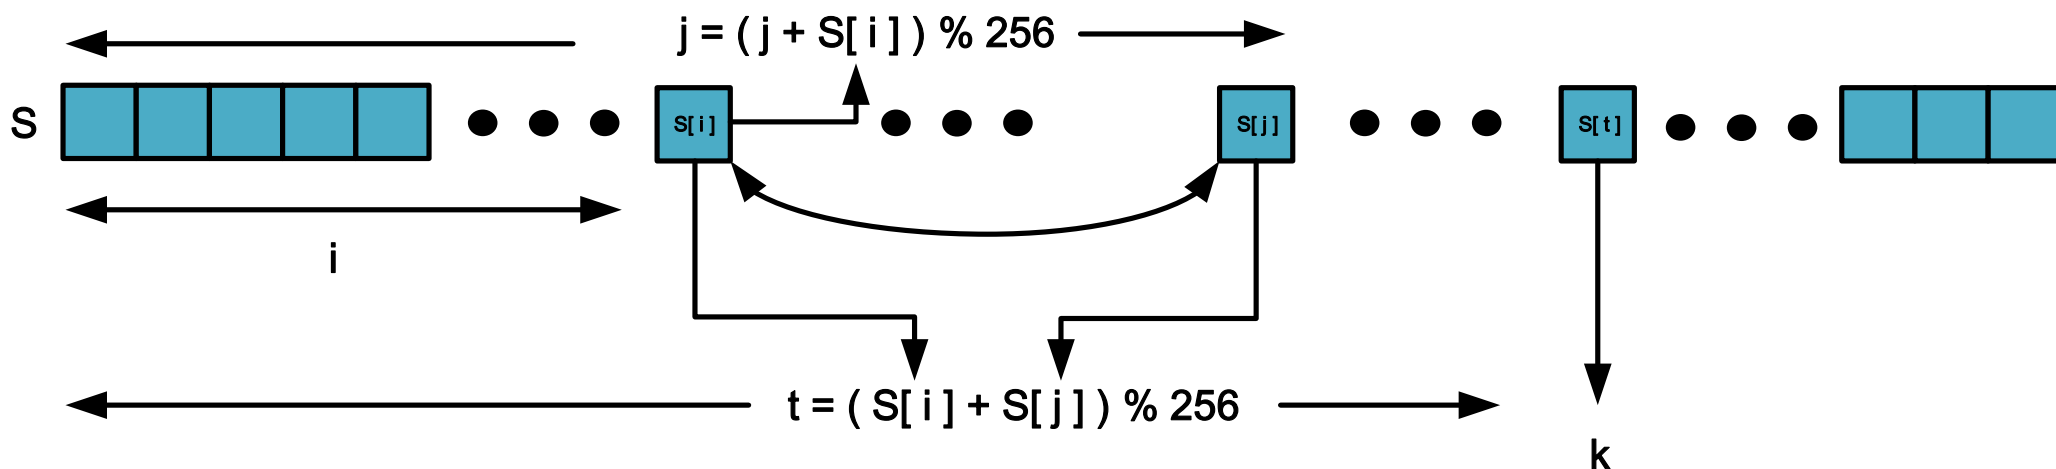 j = ( j + S[ i ] ) % 256
S
S[ i ]
S[ j ]
S[ t ]
i
t = ( S[ i ] + S[ j ] ) % 256
k